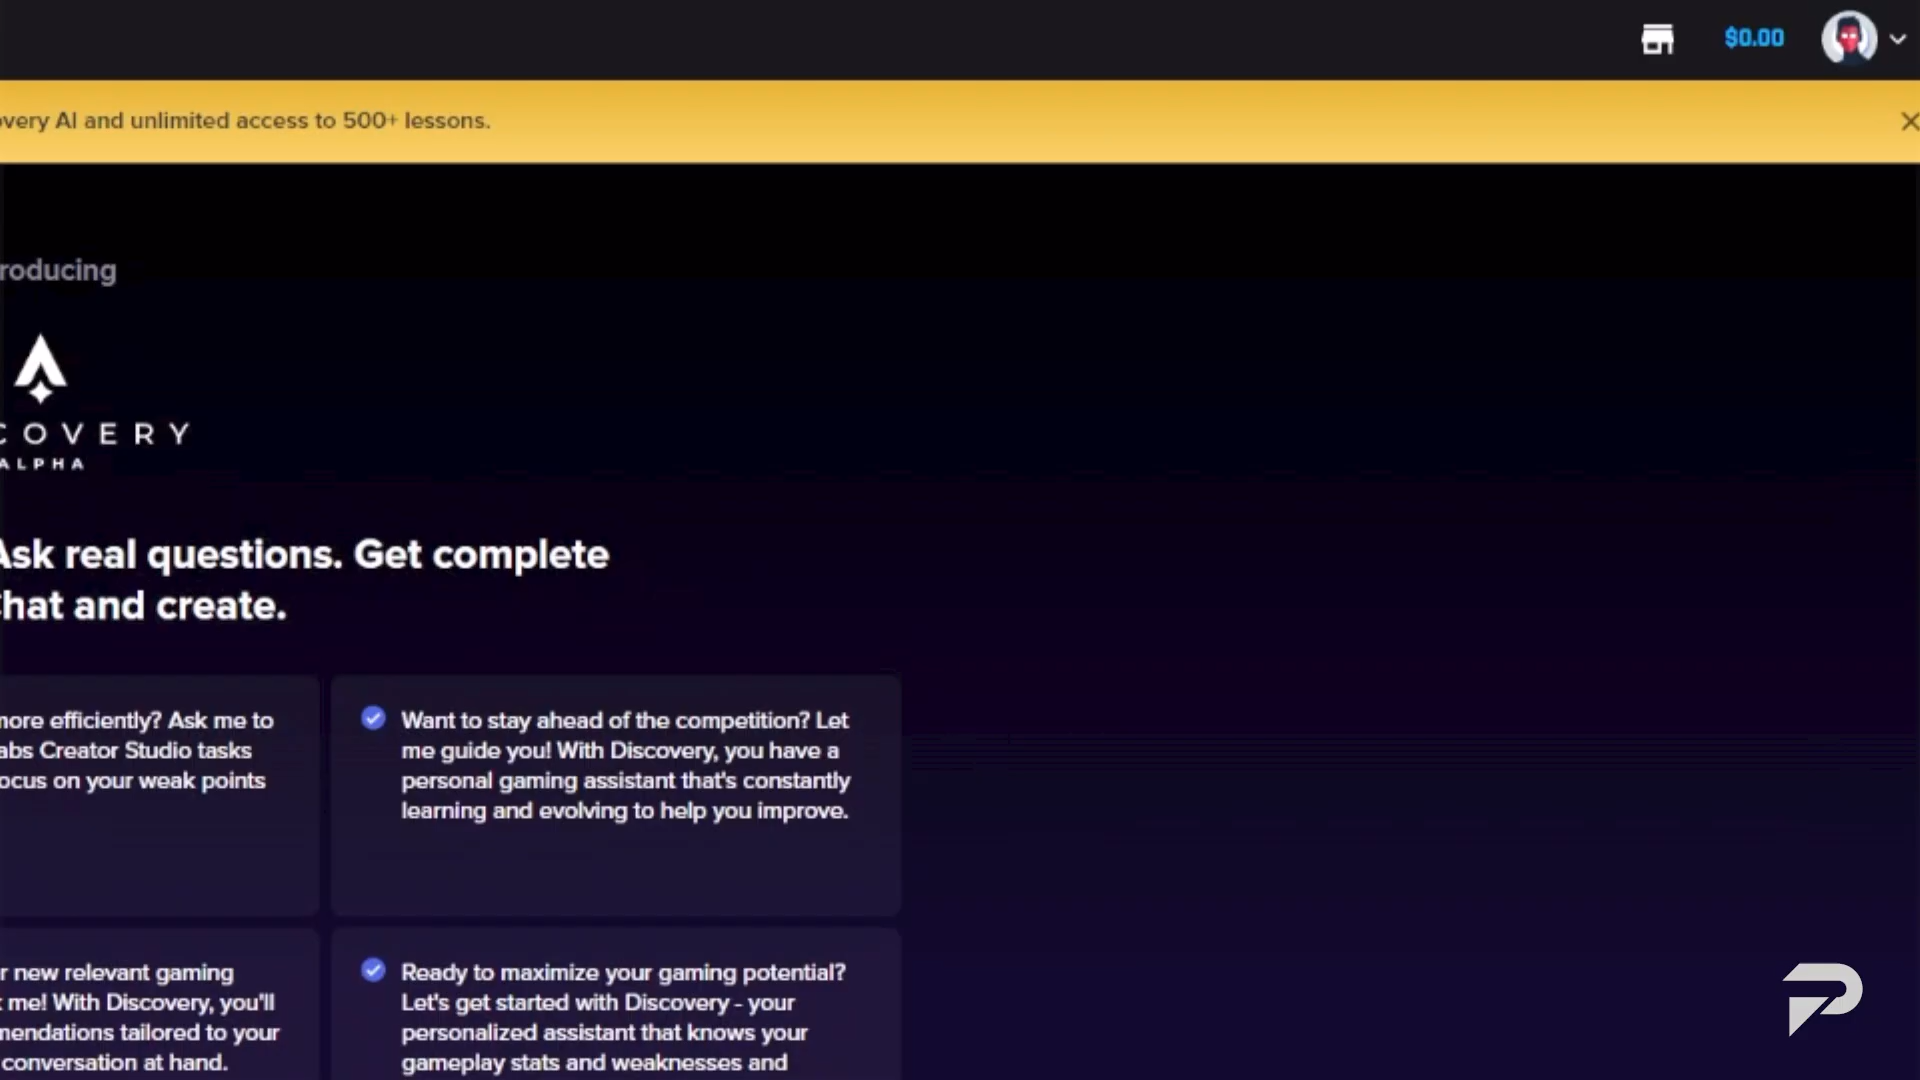 $0.00
overy AI and unlimited access to 500+ lessons.
roducing
COVERY
ALPHA
Ask real questions. Get complete
Chat and create.
more efficiently? Ask me to
abs Creator Studio tasks
ocus on your weak points
Want to stay ahead of the competition? Let
me guide you! With Discovery, you have a
personal gaming assistant that's constantly
learning and evolving to help you improve.
r new relevant gaming
me! With Discovery, you'll
mendations tailored to your
conversation at hand.
Ready to maximize your gaming potential?
Let's get started with Discovery - your
personalized assistant that knows your
gameplay stats and weaknesses and